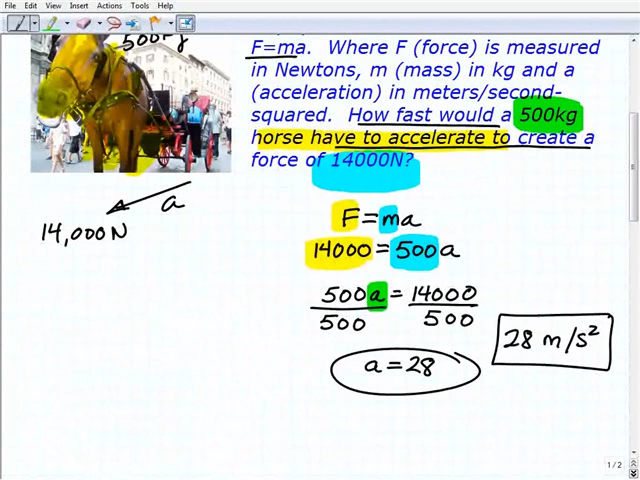 File Edit View Insert Actions Tools Help
500kg
F=ma. Where F (force) is measured
in Newtons, m (mass) in kg and a
(acceleration) in meters/second-
squared. How fast would a 500kg
horse have to accelerate to create a
force of 14000N?
a
14,000N
F = ma
14000 = 500a
500a = 14000
500 500
a = 28
28 m/s²
1/2